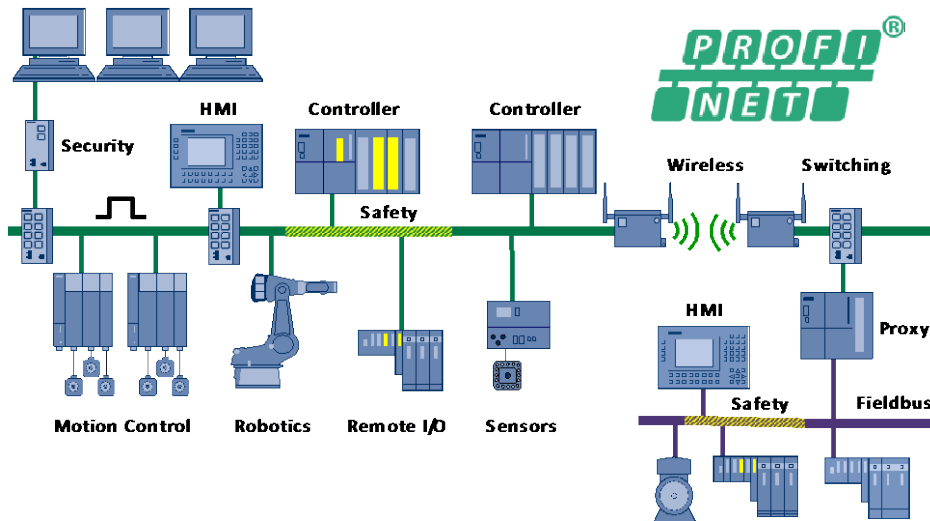 PROFI®
NET
HMI
Controller
Controller
Security
Wireless
Switching
Safety
HMI
Proxy
Safety
Fieldbus
Motion Control
Robotics
Remote I/O
Sensors